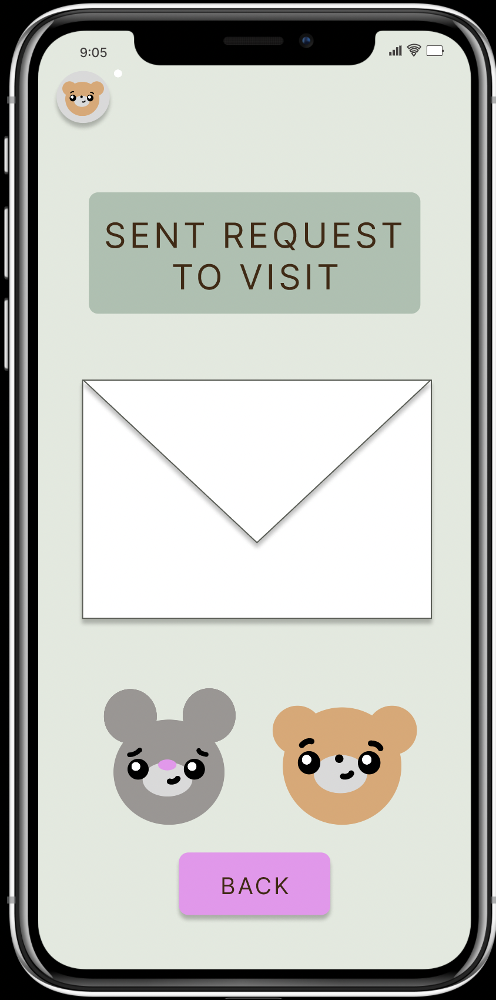 9:05
SENT REQUEST
TO VISIT
BACK